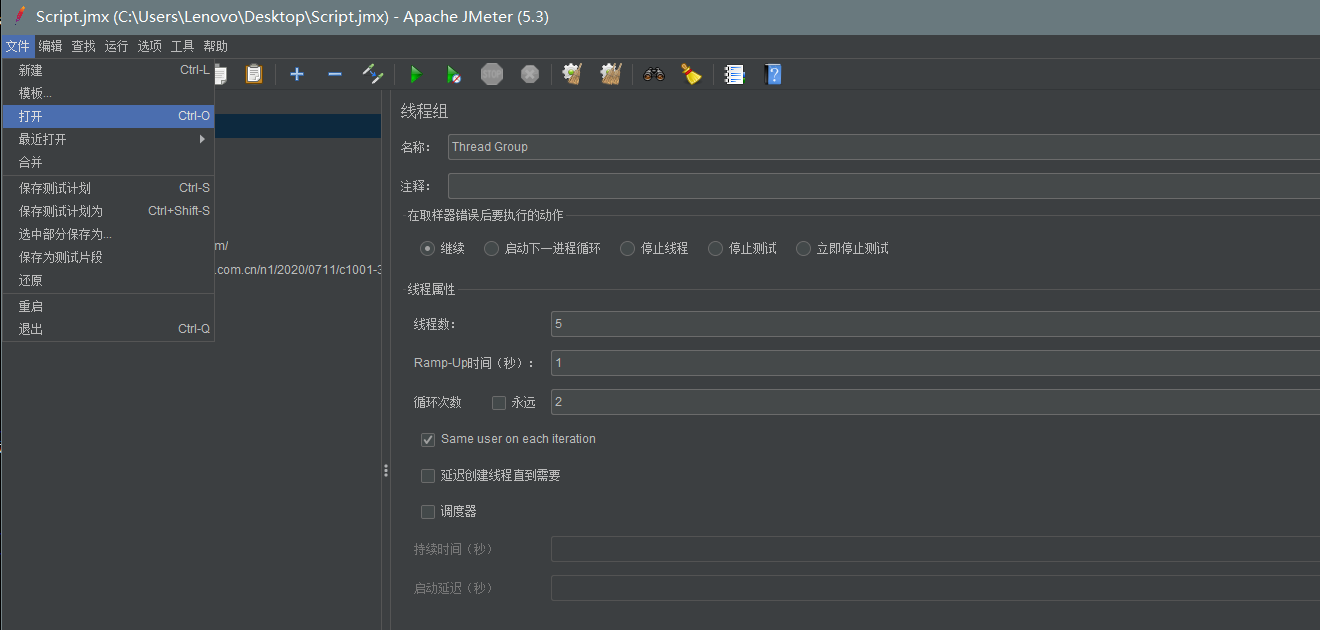 Script.jmx (C:\Users\Lenovo\Desktop\Script.jmx) - Apache JMeter (5.3)
文件 编辑 查找 运行 选项 工具 帮助
新建 Ctrl-L
模板...
打开 Ctrl-O
最近打开
合并
保存测试计划 Ctrl-S
保存测试计划为 Ctrl+Shift-S
选中部分保存为...
保存为测试片段
还原
重启
退出 Ctrl-Q
STOP
m/
.com.cn/n1/2020/0711/c1001-3
线程组
名称： Thread Group
注释：
在取样器错误后要执行的动作
继续 启动下一进程循环 停止线程 停止测试 立即停止测试
线程属性
线程数： 5
Ramp-Up时间（秒）： 1
循环次数 永远 2
Same user on each iteration
延迟创建线程直到需要
调度器
持续时间（秒）
启动延迟（秒）